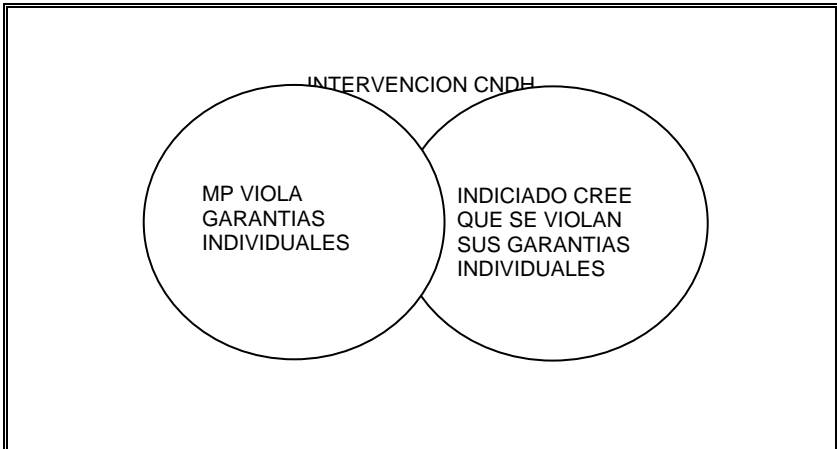 INTERVENCION CNDH
MP VIOLA
GARANTIAS
INDIVIDUALES
INDICIADO CREE
QUE SE VIOLAN
SUS GARANTIAS
INDIVIDUALES